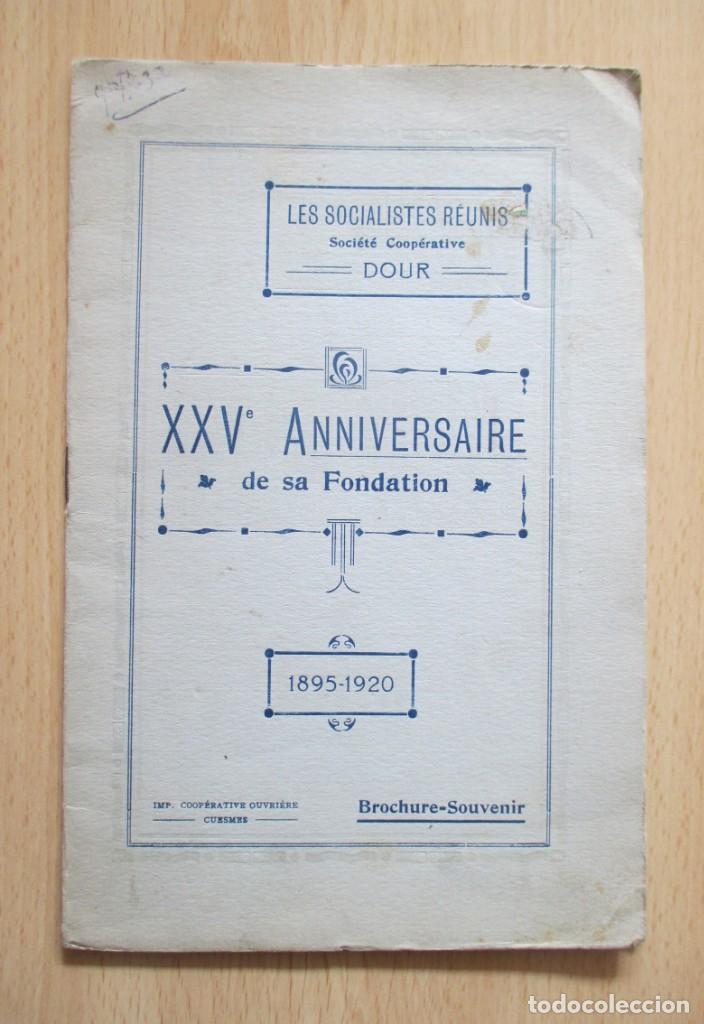 LES SOCIALISTES RÉUNIS
Société Coopérative
DOUR
XXVe ANNIVERSAIRE
de sa Fondation
1895-1920
IMP. COOPÉRATIVE OUVRIÈRE
CUESMES
Brochure-Souvenir
todocoleccion